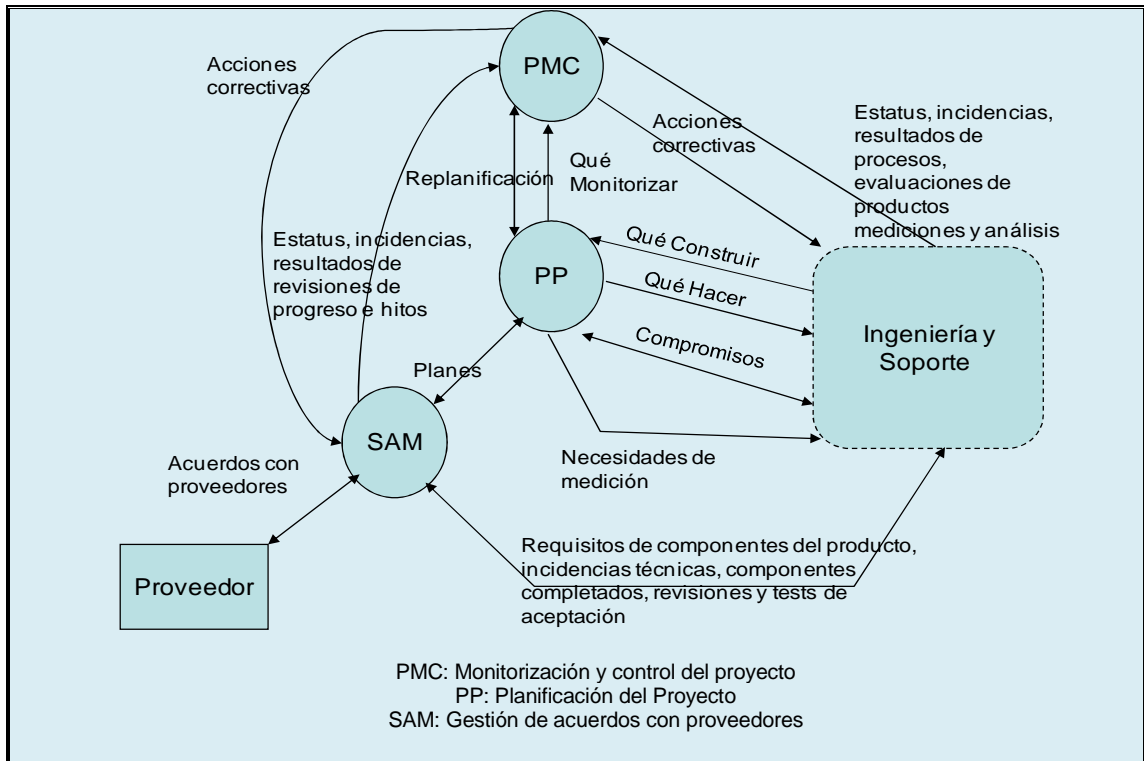 PMC
Acciones
correctivas
Acciones
correctivas
Estatus, incidencias,
resultados de
procesos,
evaluaciones de
productos
mediciones y análisis
Replanificación
Qué
Monitorizar
Estatus, incidencias,
resultados de
revisiones de
progreso e hitos
PP
Qué Construir
Qué Hacer
Compromisos
Ingeniería y
Soporte
Planes
SAM
Acuerdos con
proveedores
Necesidades de
medición
Proveedor
Requisitos de componentes del producto,
incidencias técnicas, componentes
completados, revisiones y tests de
aceptación
PMC: Monitorización y control del proyecto
PP: Planificación del Proyecto
SAM: Gestión de acuerdos con proveedores